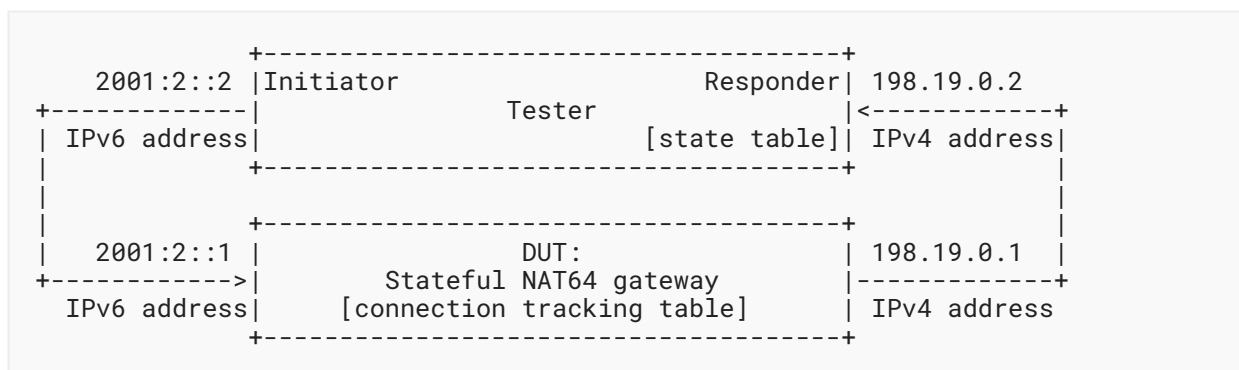 +--------------------------------------+
    2001:2::2 |Initiator                    Responder| 198.19.0.2
+-------------|                Tester                |<------------+
| IPv6 address|                         [state table]| IPv4 address|
|             +--------------------------------------+             |
|                                                                  |
|             +--------------------------------------+             |
|   2001:2::1 |                 DUT:                 | 198.19.0.1  |
+------------>|        Stateful NAT64 gateway        |-------------+
  IPv6 address|     [connection tracking table]      | IPv4 address
              +--------------------------------------+